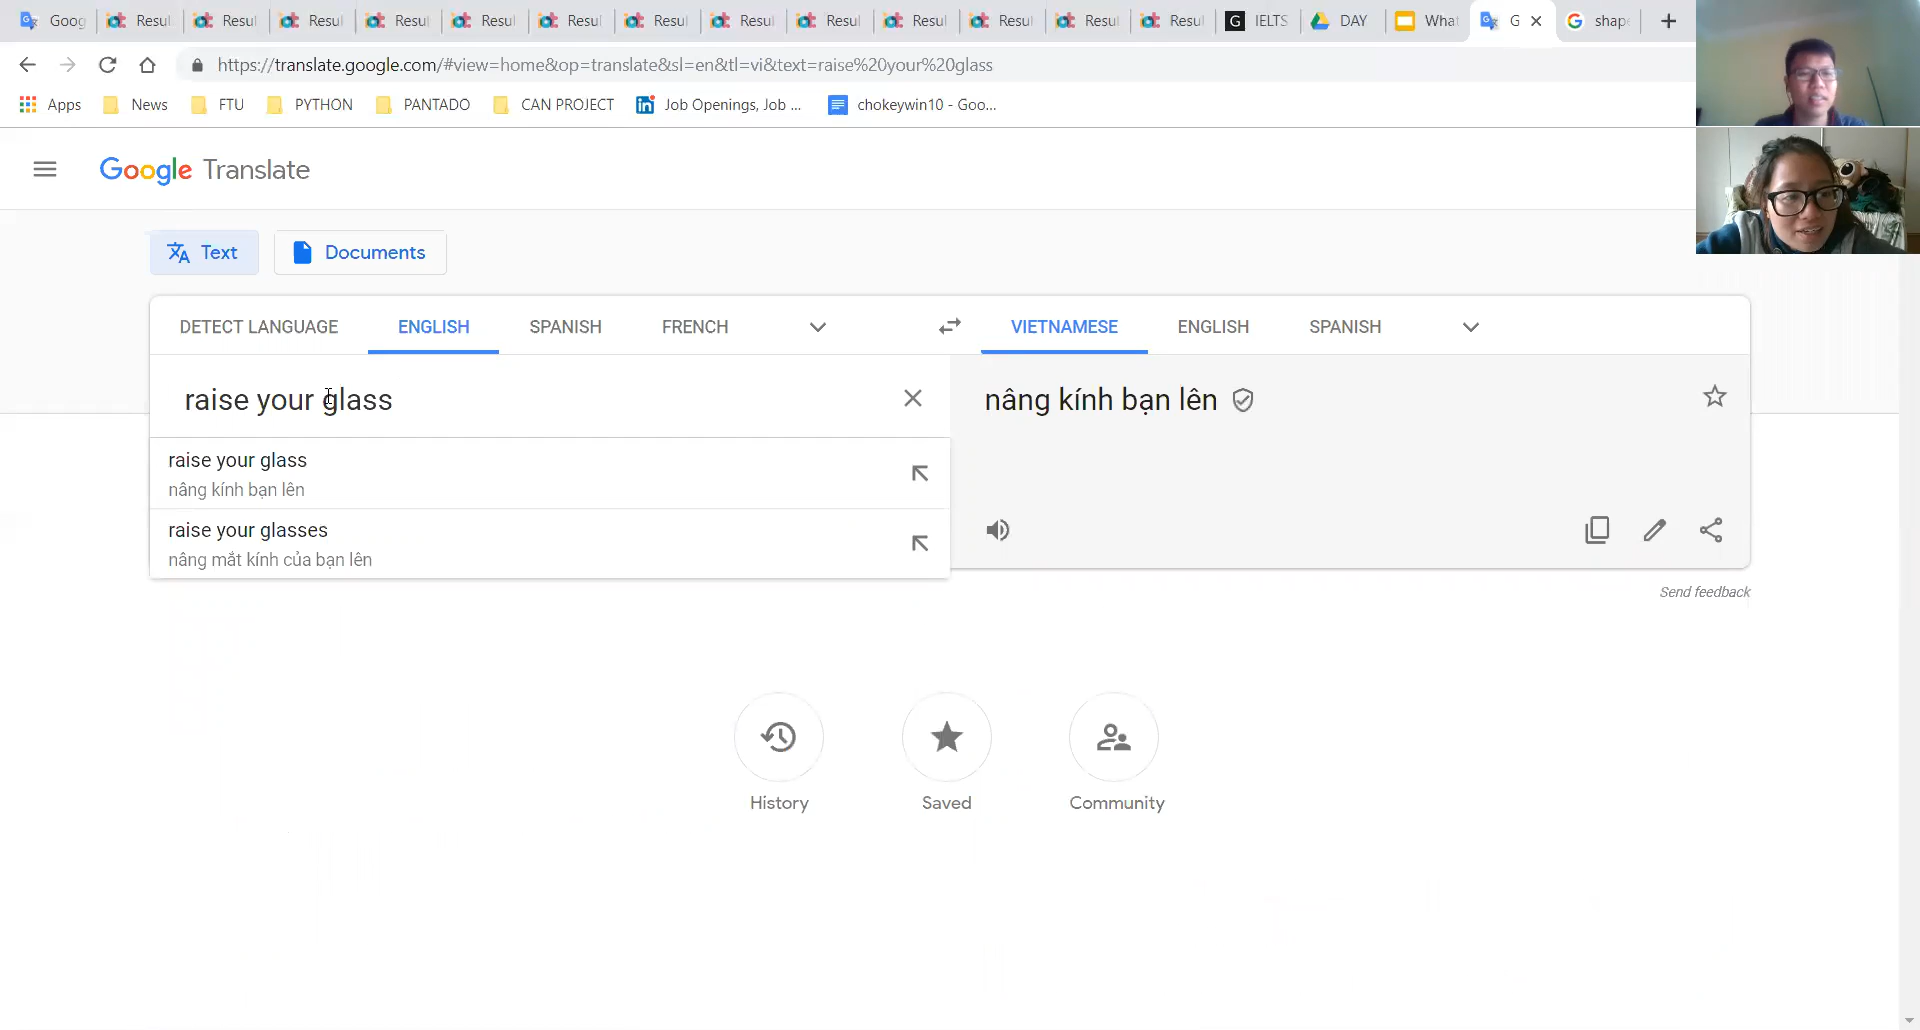 Goog Resul Resul Resul Resul Resul Resul Resul Resul Resul Resul Resul Resul Resul G IELTS DAY What G shape
https://translate.google.com/#view=home&op=translate&sl=en&tl=vi&text=raise%20your%20glass
Apps News FTU PYTHON PANTADO CAN PROJECT in Job Openings, Job ... chokeywin10 - Goo...
Google Translate
Text Documents
DETECT LANGUAGE ENGLISH SPANISH FRENCH VIETNAMESE ENGLISH SPANISH
raise your glass
nâng kính bạn lên
raise your glass
nâng kính bạn lên
raise your glasses
nâng mắt kính của bạn lên
Send feedback
History Saved Community